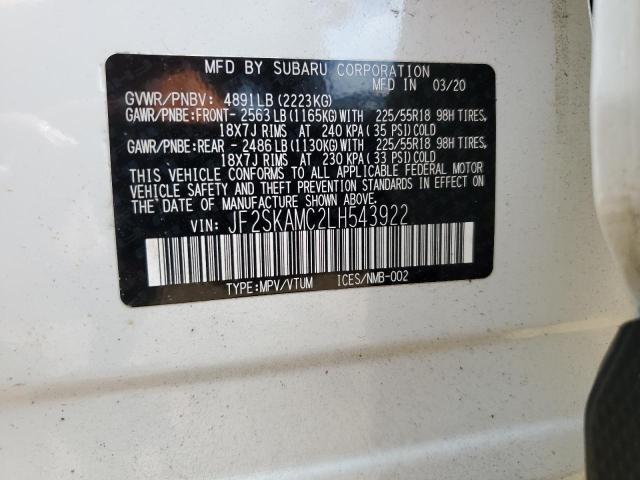 MFD BY SUBARU CORPORATION
MFD IN 03/20
GVWR/PNBV: 4891LB (2223KG)
GAWR/PNBE:FRONT- 2563 LB (1165KG) WITH 225/55R18 98H TIRES,
18X7J RIMS AT 240 KPA ( 35 PSI) COLD
GAWR/PNBE:REAR - 2486 LB (1130KG) WITH 225/55R18 98H TIRES,
18X7J RIMS AT 230 KPA ( 33 PSI) COLD
THIS VEHICLE CONFORMS TO ALL APPLICABLE FEDERAL MOTOR
VEHICLE SAFETY AND THEFT PREVENTION STANDARDS IN EFFECT ON
THE DATE OF MANUFACTURE SHOWN ABOVE.
VIN: JF2SKAMC2LH543922
TYPE:MPV/VTUM ICES/NMB-002